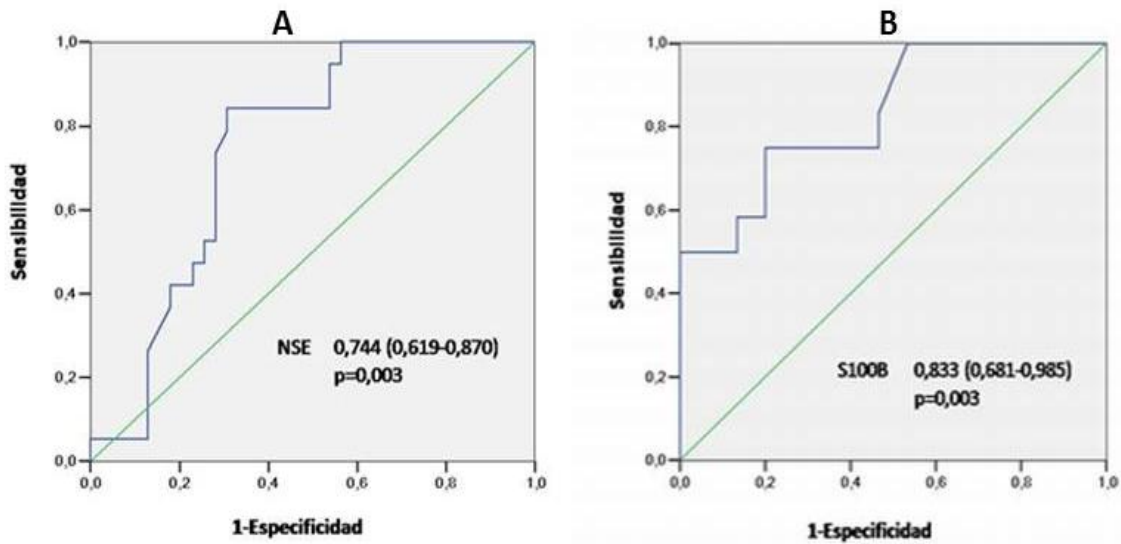 A
1,0
0,8
0,6
0,4
0,2
0,0
0,0 0,2 0,4 0,6 0,8 1,0
Sensibilidad
1-Especificidad
NSE 0,744 (0,619-0,870)
p=0,003
B
1,0
0,8
0,6
0,4
0,2
0,0
0,0 0,2 0,4 0,6 0,8 1,0
Sensibilidad
1-Especificidad
S100B 0,833 (0,681-0,985)
p=0,003